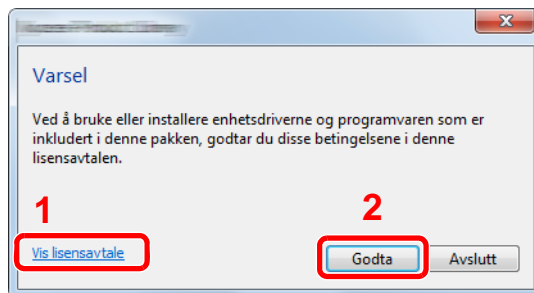 Varsel
Ved å bruke eller installere enhetsdriverne og programvaren som er
inkludert i denne pakken, godtar du disse betingelsene i denne
lisensavtalen.
1
2
Vis lisensavtale
Godta
Avslutt